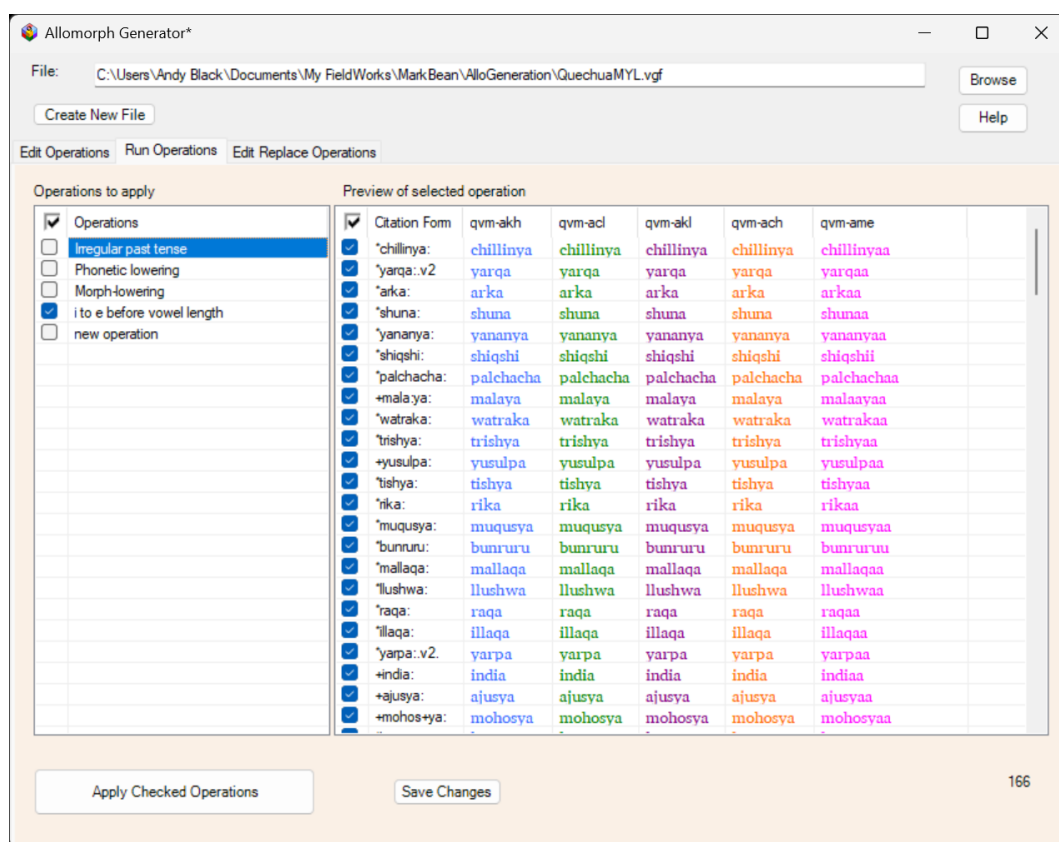 Allomorph Generator*
File: C:\Users\Andy Black\Documents\My FieldWorks\MarkBean\AlloGeneration\QuechuaMYL.vgf Browse
Create New File Help
Edit Operations Run Operations Edit Replace Operations
Operations to apply Preview of selected operation
Operations Citation Form qvm-akh qvm-acl qvm-akl qvm-ach qvm-ame
Irregular past tense *chillinya: chillinya chillinya chillinya chillinya chillinyaa
Phonetic lowering *yarqa:.v2 yarqa yarqa yarqa yarqa yarqaa
Morph-lowering *arka: arka arka arka arka arkaa
i to e before vowel length *shuna: shuna shuna shuna shuna shunaa
new operation *yananya: yananya yananya yananya yananya yananyaa
*shiqshi: shiqshi shiqshi shiqshi shiqshi shiqshii
*palchacha: palchacha palchacha palchacha palchacha palchachaa
+mala:ya: malaya malaya malaya malaya malaayaa
*watraka: watraka watraka watraka watraka watrakaa
*trishya: trishya trishya trishya trishya trishyaa
+yusulpa: yusulpa yusulpa yusulpa yusulpa yusulpaa
*tishya: tishya tishya tishya tishya tishyaa
*rika: rika rika rika rika rikaa
*muqusya: muqusya muqusya muqusya muqusya muqusyaa
*bunruru: bunruru bunruru bunruru bunruru bunruruu
*mallaqa: mallaqa mallaqa mallaqa mallaqa mallaqaa
*llushwa: llushwa llushwa llushwa llushwa llushwaa
*raqa: raqa raqa raqa raqa raqaa
*illaqa: illaqa illaqa illaqa illaqa illaqaa
*yarpa:.v2. yarpa yarpa yarpa yarpa yarpaa
+india: india india india india indiaa
+ajusya: ajusya ajusya ajusya ajusya ajusyaa
+mohos+ya: mohosya mohosya mohosya mohosya mohosyaa
Apply Checked Operations Save Changes 166